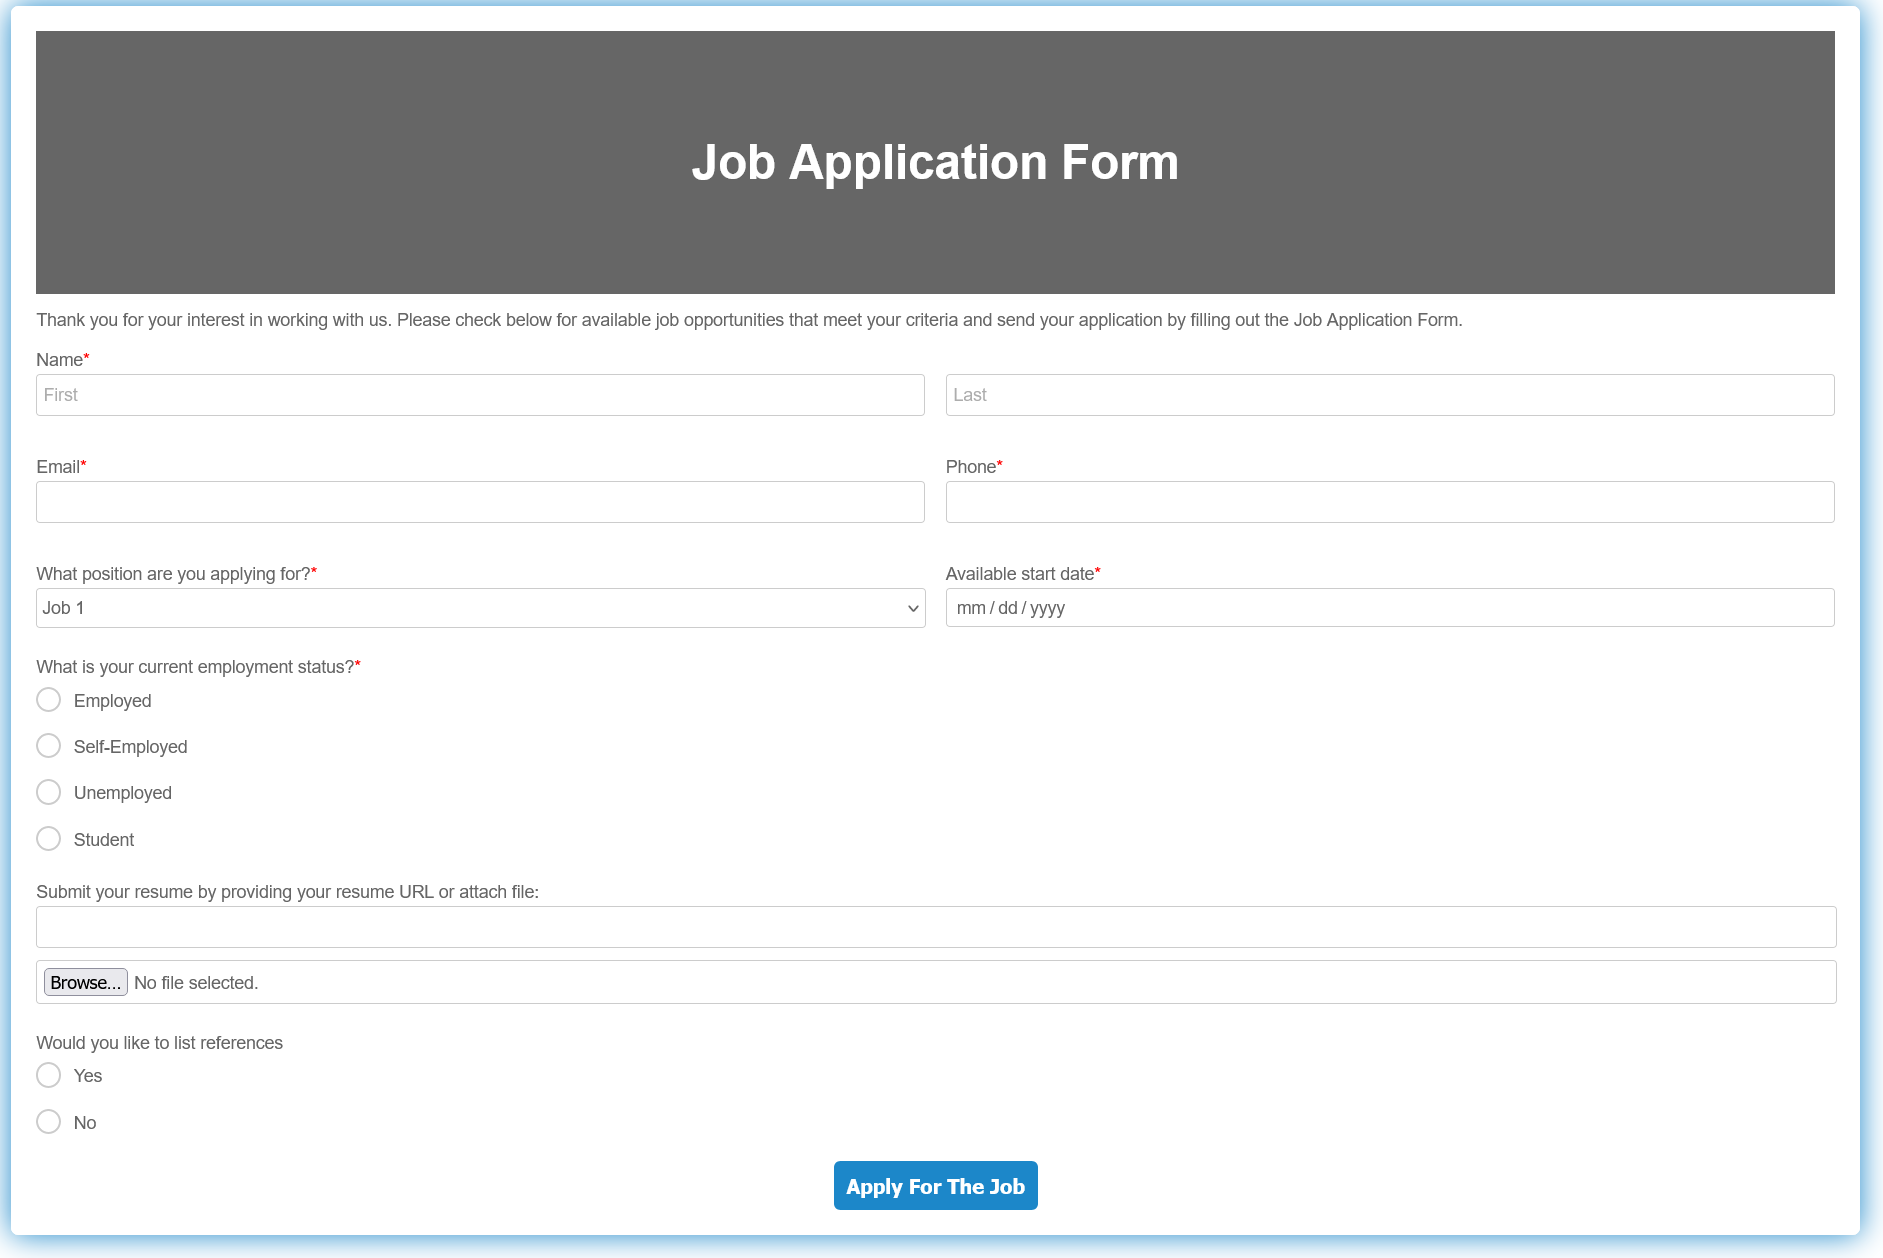 Job Application Form
Thank you for your interest in working with us. Please check below for available job opportunities that meet your criteria and send your application by filling out the Job Application Form.
Name*
First
Last
Email*
Phone*
What position are you applying for?*
Available start date*
Job 1
mm / dd / yyyy
What is your current employment status?*
Employed
Self-Employed
Unemployed
Student
Submit your resume by providing your resume URL or attach file:
Browse... No file selected.
Would you like to list references
Yes
No
Apply For The Job